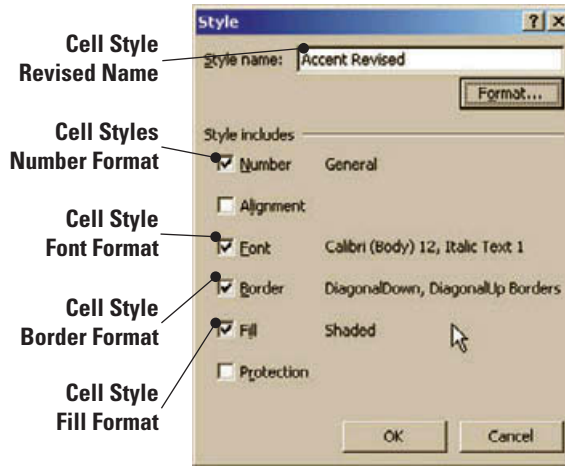 Style
? ×
Cell Style
Revised Name
Style name: Accent Revised
Format...
Cell Styles
Number Format
Style includes
Number General
Alignment
Cell Style
Font Format
Font Calibri (Body) 12, Italic Text 1
Cell Style
Border Format
Border DiagonalDown, DiagonalUp Borders
Fill Shaded
Cell Style
Fill Format
Protection
OK Cancel